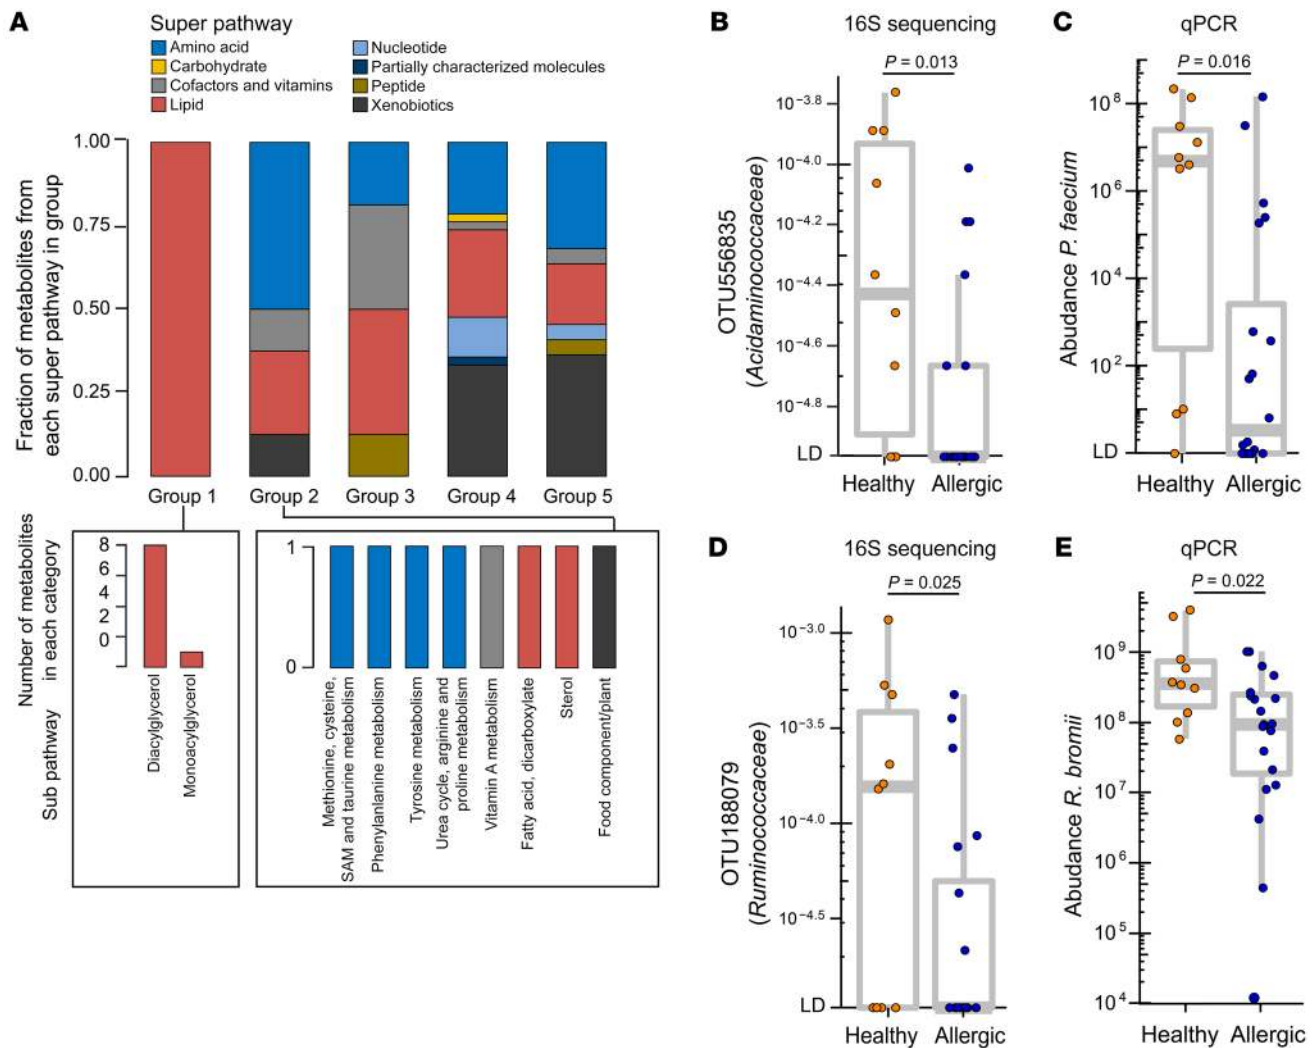 A
Super pathway
Amino acid
Carbohydrate
Cofactors and vitamins
Lipid
Nucleotide
Partially characterized molecules
Peptide
Xenobiotics
Fraction of metabolites from
each super pathway in group
1.00
0.75
0.50
0.25
0.00
Group 1
Group 2
Group 3
Group 4
Group 5
Number of metabolites
in each category
8
6
4
2
0
Sub pathway
Diacylglycerol
Monoacylglycerol
1
0
Methionine, cysteine,
SAM and taurine metabolism
Phenylanlanine metabolism
Tyrosine metabolism
Urea cycle, arginine and
proline metabolism
Vitamin A metabolism
Fatty acid, dicarboxylate
Sterol
Food component/plant
B
16S sequencing
P = 0.013
OTU556835
(Acidaminococcaceae)
10−3.8
10−4.0
10−4.2
10−4.4
10−4.6
10−4.8
LD
Healthy
Allergic
C
qPCR
P = 0.016
Abudance P. faecium
108
106
104
102
LD
Healthy
Allergic
D
16S sequencing
P = 0.025
OTU188079
(Ruminococcaceae)
10−3.0
10−3.5
10−4.0
10−4.5
LD
Healthy
Allergic
E
qPCR
P = 0.022
Abudance R. bromii
109
108
107
106
105
104
Healthy
Allergic